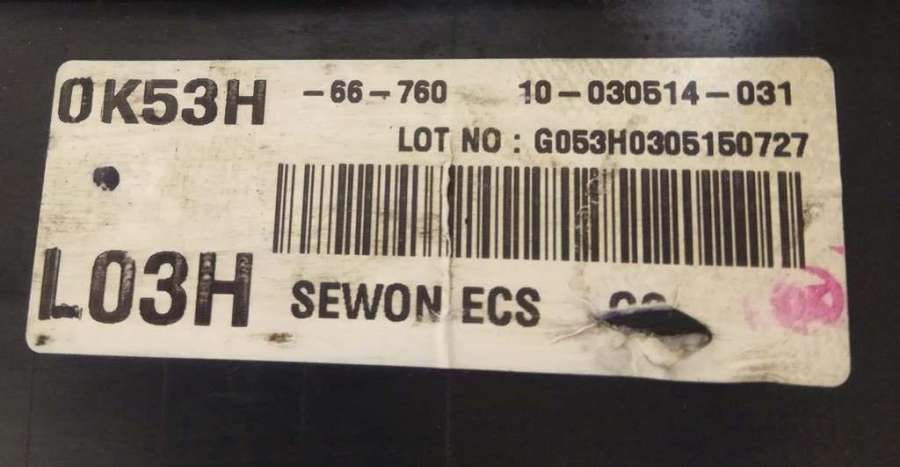 0K53H -66-760 10-030514-031
LOT NO : G053H0305150727
L03H SEWON ECS